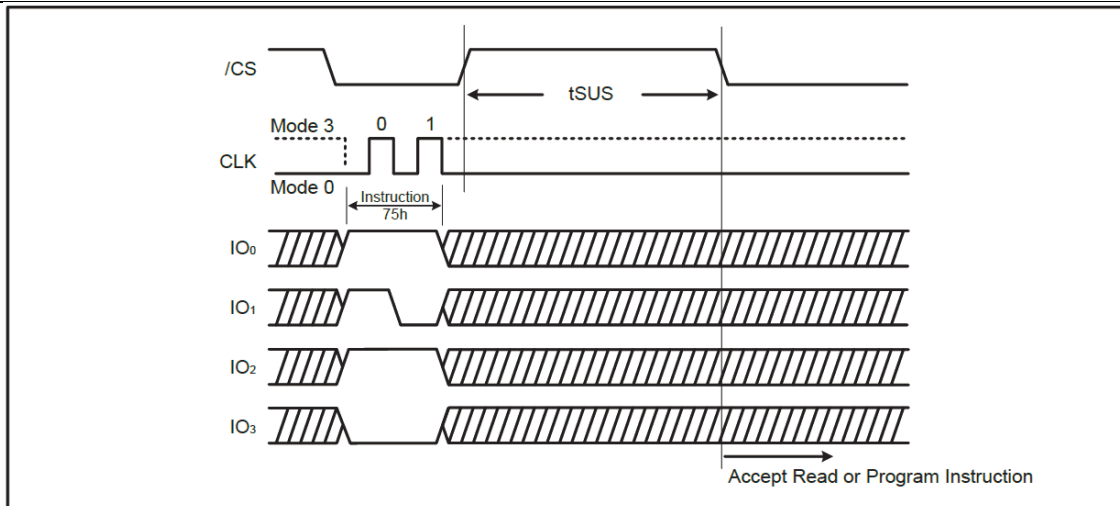 /CS
tSUS
Mode 3
0
1
CLK
Mode 0
Instruction
75h
IO₀
IO₁
IO₂
IO₃
Accept Read or Program Instruction